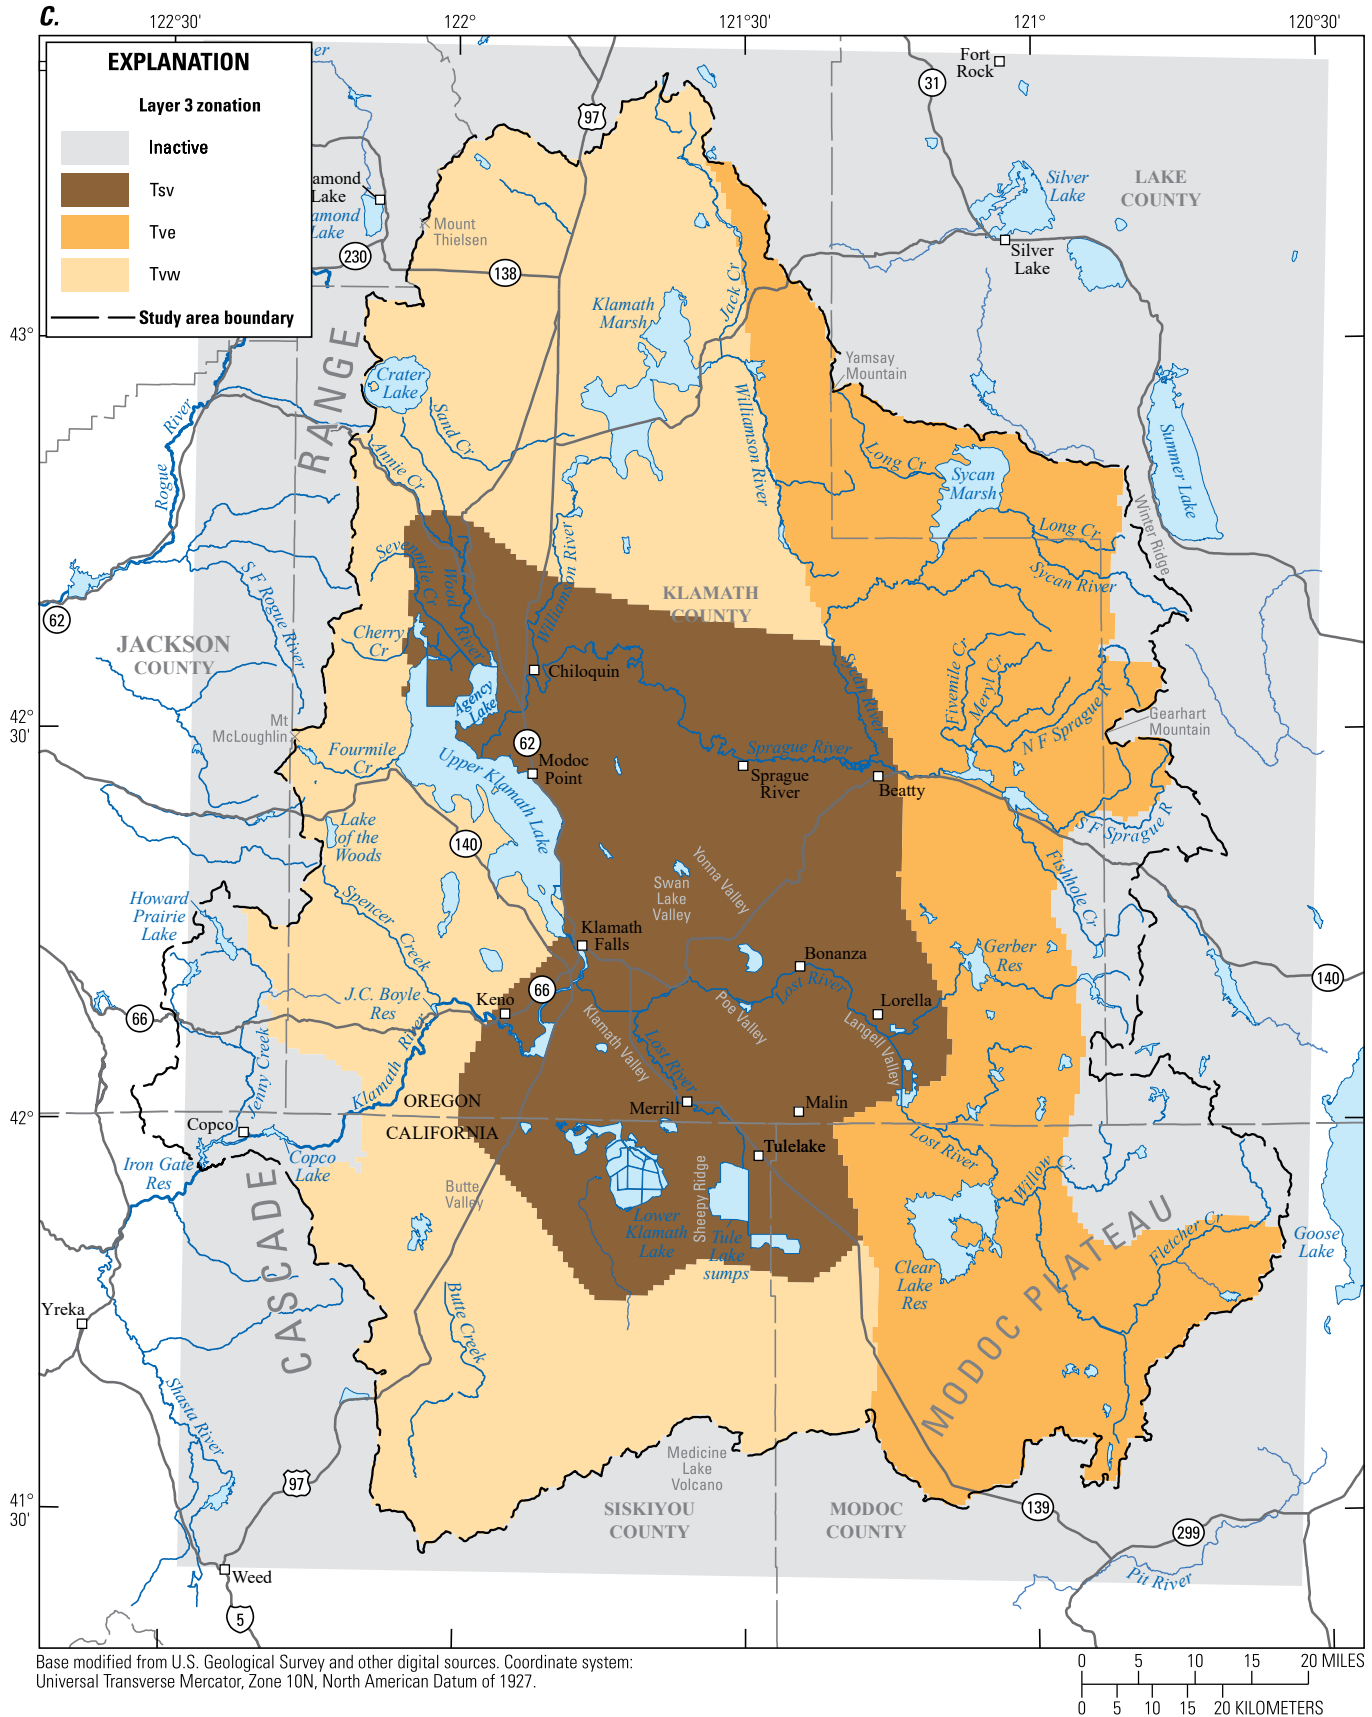 C.
122°30'
122°
121°30'
121°
120°30'
EXPLANATION
Layer 3 zonation
Inactive
Tsv
Tve
Tvw
Study area boundary
er
amond
Lake
amond
Lake
230
138
97
31
Fort
Rock
Silver
Lake
LAKE
COUNTY
Silver
Lake
Mount
Thielsen
Klamath
Marsh
Jack Cr
43°
RANGE
Crater
Lake
Sand Cr
Annie Cr
Yamsay
Mountain
Williamson River
Long Cr
Sycan
Marsh
Summer Lake
Winter Ridge
Long Cr
Sycan River
Rogue
River
62
S F Rogue River
JACKSON
COUNTY
Sevenmile Cr
Wood
River
Williamson River
Cherry
Cr
KLAMATH
COUNTY
Chiloquin
Agency
Lake
Sycan River
Fivemile Cr
Meryl Cr
N F Sprague R
Gearhart
Mountain
42°
30'
Mt
McLoughlin
Fourmile
Cr
Upper Klamath Lake
62
Modoc
Point
Sprague River
Sprague
River
Beatty
S F Sprague R
Lake
of the
Woods
140
Swan
Lake
Valley
Yonna Valley
Fishhole Cr
Howard
Prairie
Lake
Spencer
Creek
Klamath
Falls
Bonanza
Gerber
Res
140
66
J.C. Boyle
Res
Keno
66
Lost River
Lorella
Klamath Valley
Poe Valley
Langell Valley
Jenny Creek
Klamath River
Lost River
42°
OREGON
CALIFORNIA
Merrill
Malin
Copco
Tulelake
Lost River
Iron Gate
Res
Copco
Lake
Butte
Valley
Sheepy Ridge
Lower
Klamath
Lake
Tule
Lake
sumps
Willow Cr
Clear
Lake
Res
Fletcher Cr
Goose
Lake
MODOC PLATEAU
CASCADE
Butte Creek
Yreka
Shasta River
Medicine
Lake
Volcano
97
SISKIYOU
COUNTY
MODOC
COUNTY
139
299
41°
30'
Weed
5
Pit River
Base modified from U.S. Geological Survey and other digital sources. Coordinate system:
Universal Transverse Mercator, Zone 10N, North American Datum of 1927.
0 5 10 15 20 MILES
0 5 10 15 20 KILOMETERS